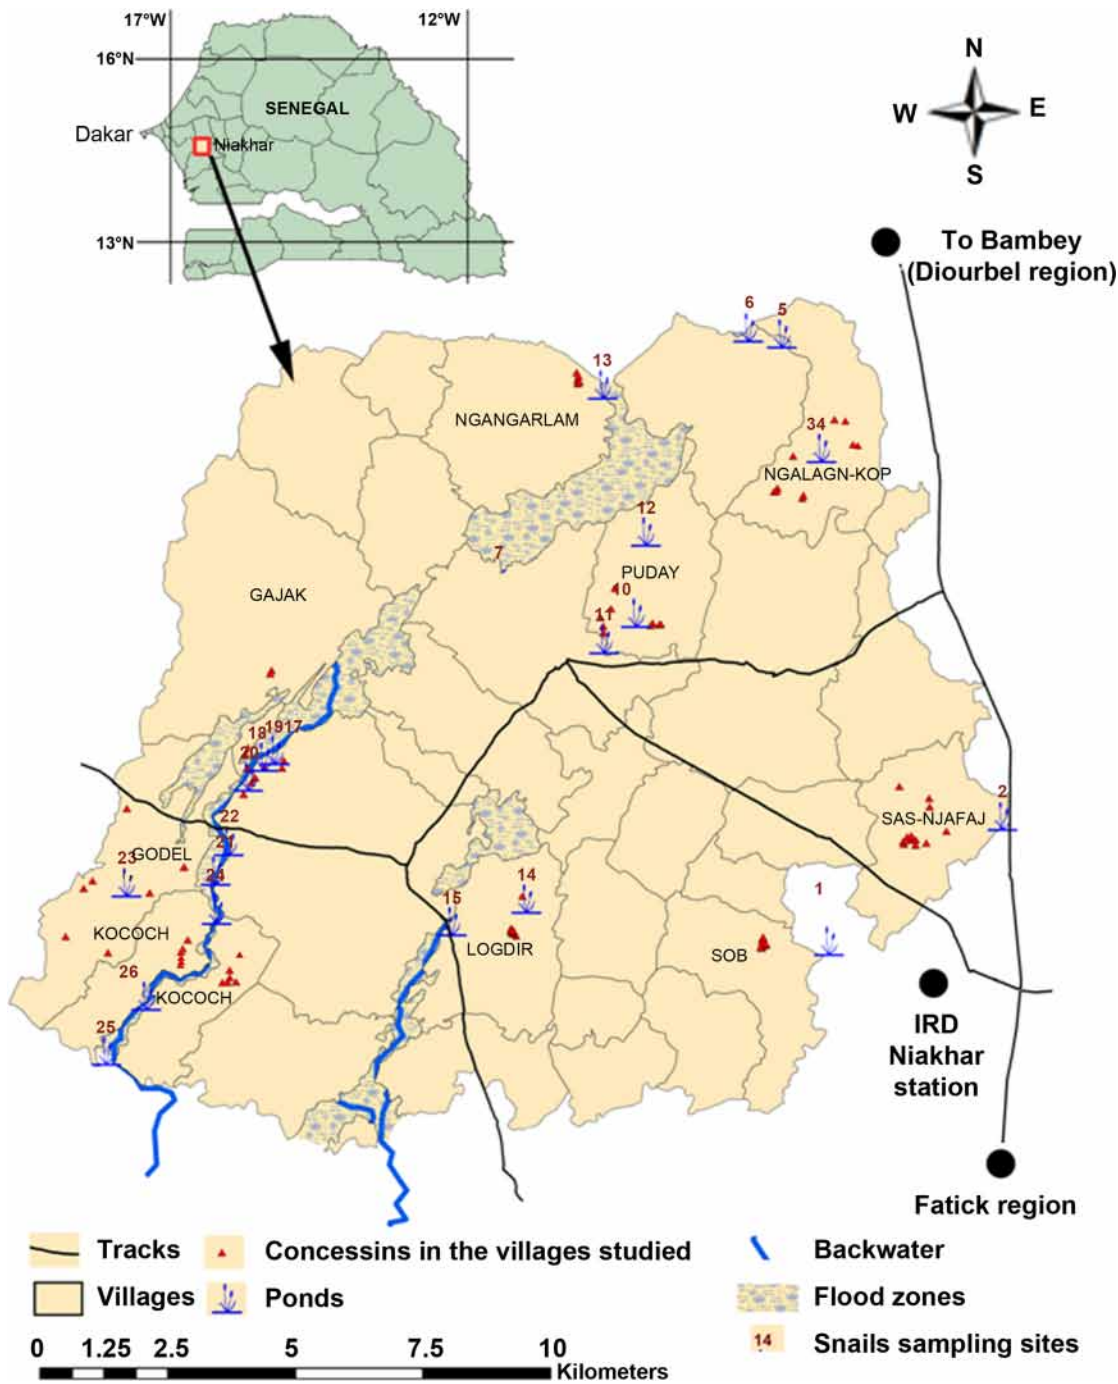 17°W
12°W
16°N
SENEGAL
Dakar
Niakhar
13°N
N
W
E
S
To Bambey
(Diourbel region)
6
5
13
NGANGARLAM
34
NGALAGN-KOP
12
7
PUDAY
10
11
GAJAK
18
19
17
20
22
21
GODEL
23
24
SAS-NJAFAJ
2
1
14
15
LOGDIR
SOB
KOCOCH
26
KOCOCH
25
IRD
Niakhar
station
Fatick region
Tracks
Concessins in the villages studied
Backwater
Villages
Ponds
Flood zones
14
Snails sampling sites
0 1.25 2.5 5 7.5 10
Kilometers